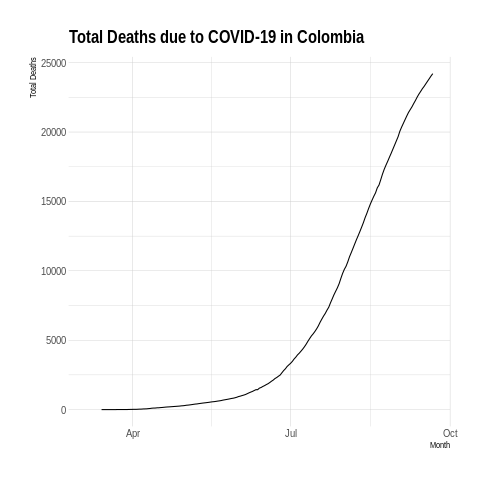 Total Deaths due to COVID-19 in Colombia
Total Deaths
25000
20000
15000
10000
5000
0
Apr Jul Oct
Month